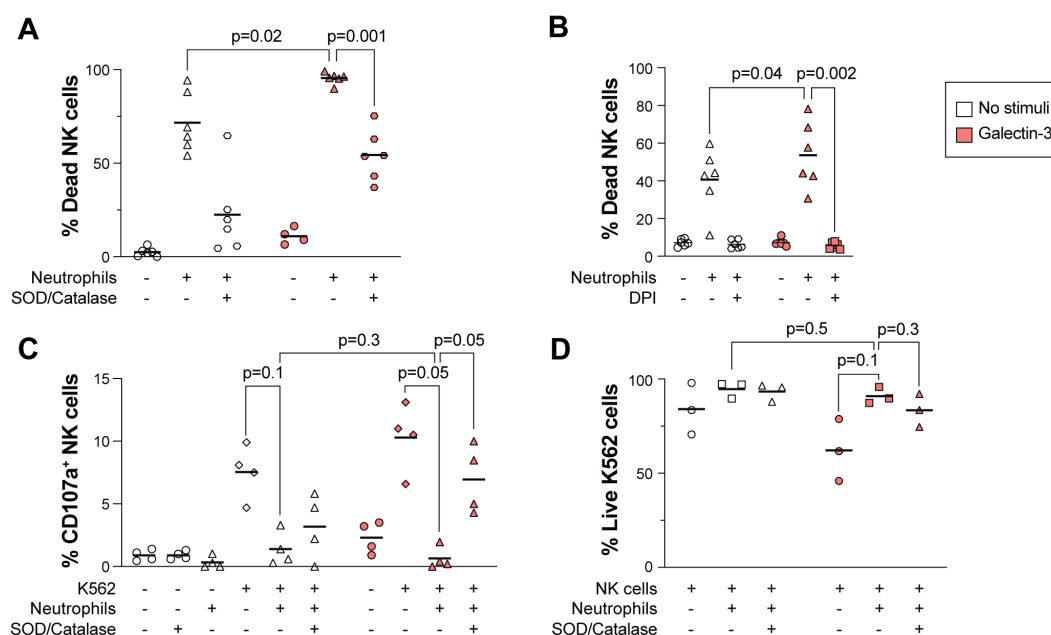 A
p=0.02
p=0.001
% Dead NK cells
100
50
0
Neutrophils - + + - + +
SOD/Catalase - - + - - +
B
p=0.04
p=0.002
% Dead NK cells
100
80
60
40
20
0
Neutrophils - + + - + +
DPI - - + - - +
No stimuli
Galectin-3
C
p=0.3
p=0.05
p=0.1
p=0.05
% CD107a⁺ NK cells
15
10
5
0
K562 - - - + + + - + + +
Neutrophils - - + - + + - - + +
SOD/Catalase - + - - - + - - - +
D
p=0.5
p=0.3
p=0.1
% Live K562 cells
100
50
0
NK cells + + + + + +
Neutrophils - + + - + +
SOD/Catalase - - + - - +